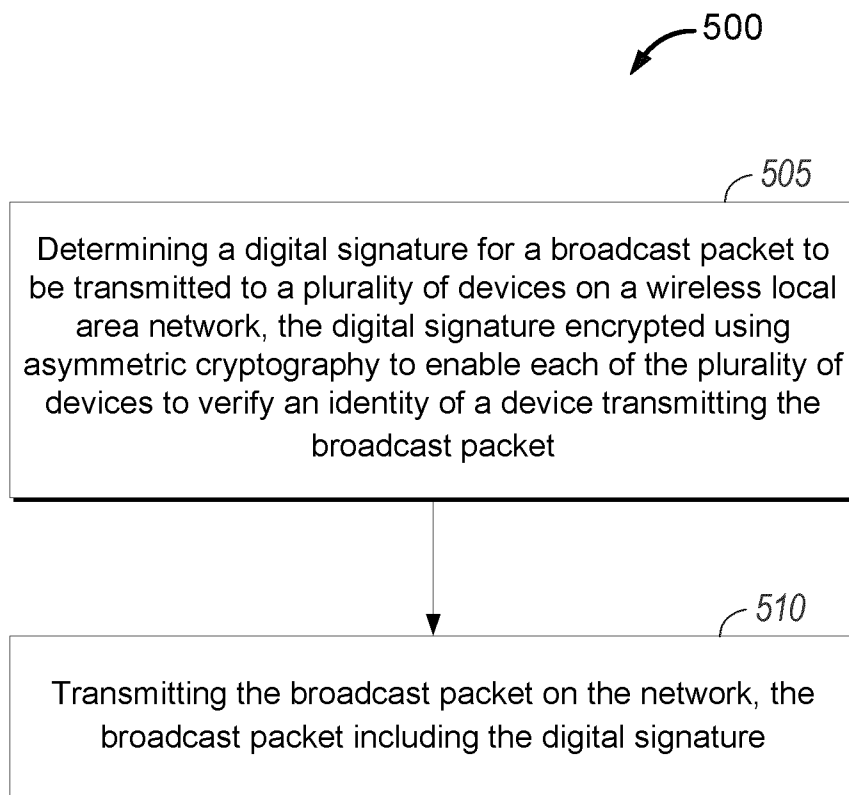 500
505
Determining a digital signature for a broadcast packet to
be transmitted to a plurality of devices on a wireless local
area network, the digital signature encrypted using
asymmetric cryptography to enable each of the plurality of
devices to verify an identity of a device transmitting the
broadcast packet
510
Transmitting the broadcast packet on the network, the
broadcast packet including the digital signature